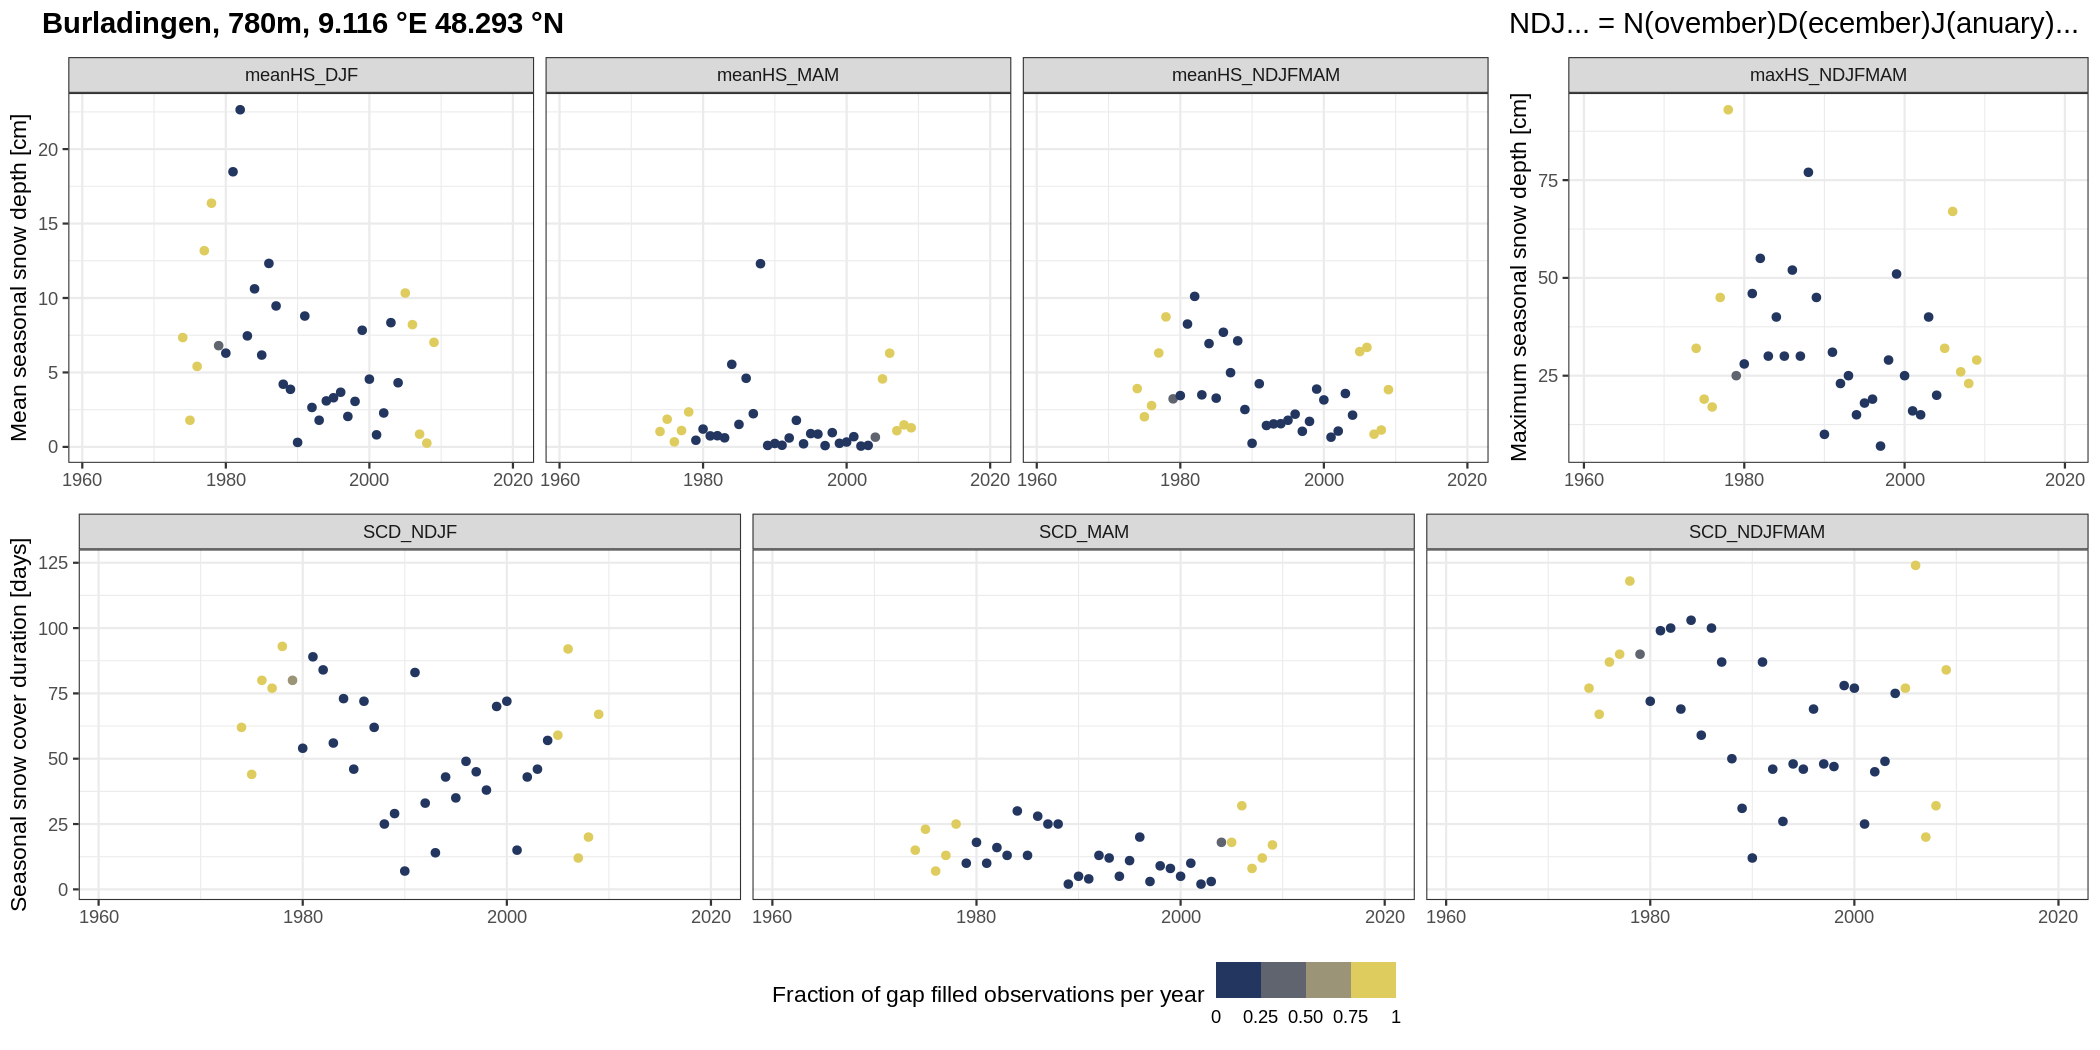 Burladingen, 780m, 9.116 °E 48.293 °N
NDJ... = N(ovember)D(ecember)J(anuary)...
meanHS_DJF
meanHS_MAM
meanHS_NDJFMAM
maxHS_NDJFMAM
Mean seasonal snow depth [cm]
20
15
10
5
0
1960 1980 2000 2020
1960 1980 2000 2020
1960 1980 2000 2020
Maximum seasonal snow depth [cm]
75
50
25
1960 1980 2000 2020
SCD_NDJF
SCD_MAM
SCD_NDJFMAM
Seasonal snow cover duration [days]
125
100
75
50
25
0
1960 1980 2000 2020
1960 1980 2000 2020
1960 1980 2000 2020
Fraction of gap filled observations per year
0 0.25 0.50 0.75 1